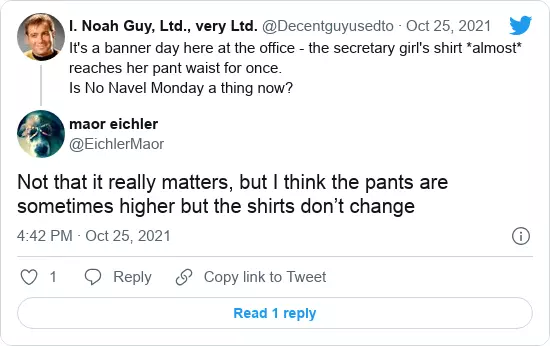 I. Noah Guy, Ltd., very Ltd. @Decentguyusedto · Oct 25, 2021
It's a banner day here at the office - the secretary girl's shirt *almost*
reaches her pant waist for once.
Is No Navel Monday a thing now?
maor eichler
@EichlerMaor
Not that it really matters, but I think the pants are
sometimes higher but the shirts don’t change
4:42 PM · Oct 25, 2021
1 Reply Copy link to Tweet
Read 1 reply